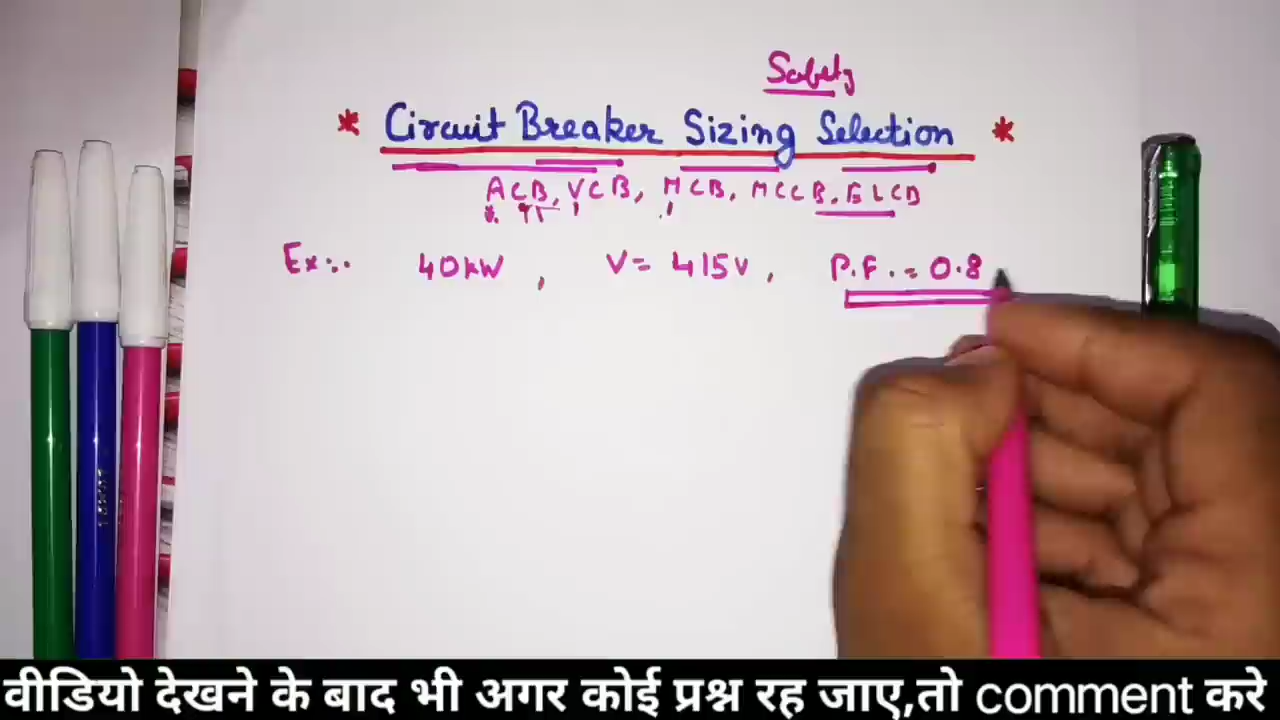 Safety
* Circuit Breaker Sizing Selection *
ACB, VCB, MCB, MCCB, ELCB
Ex:. 40kW , V= 415V , P.F. = 0.8
वीडियो देखने के बाद भी अगर कोई प्रश्न रह जाए,तो comment करे